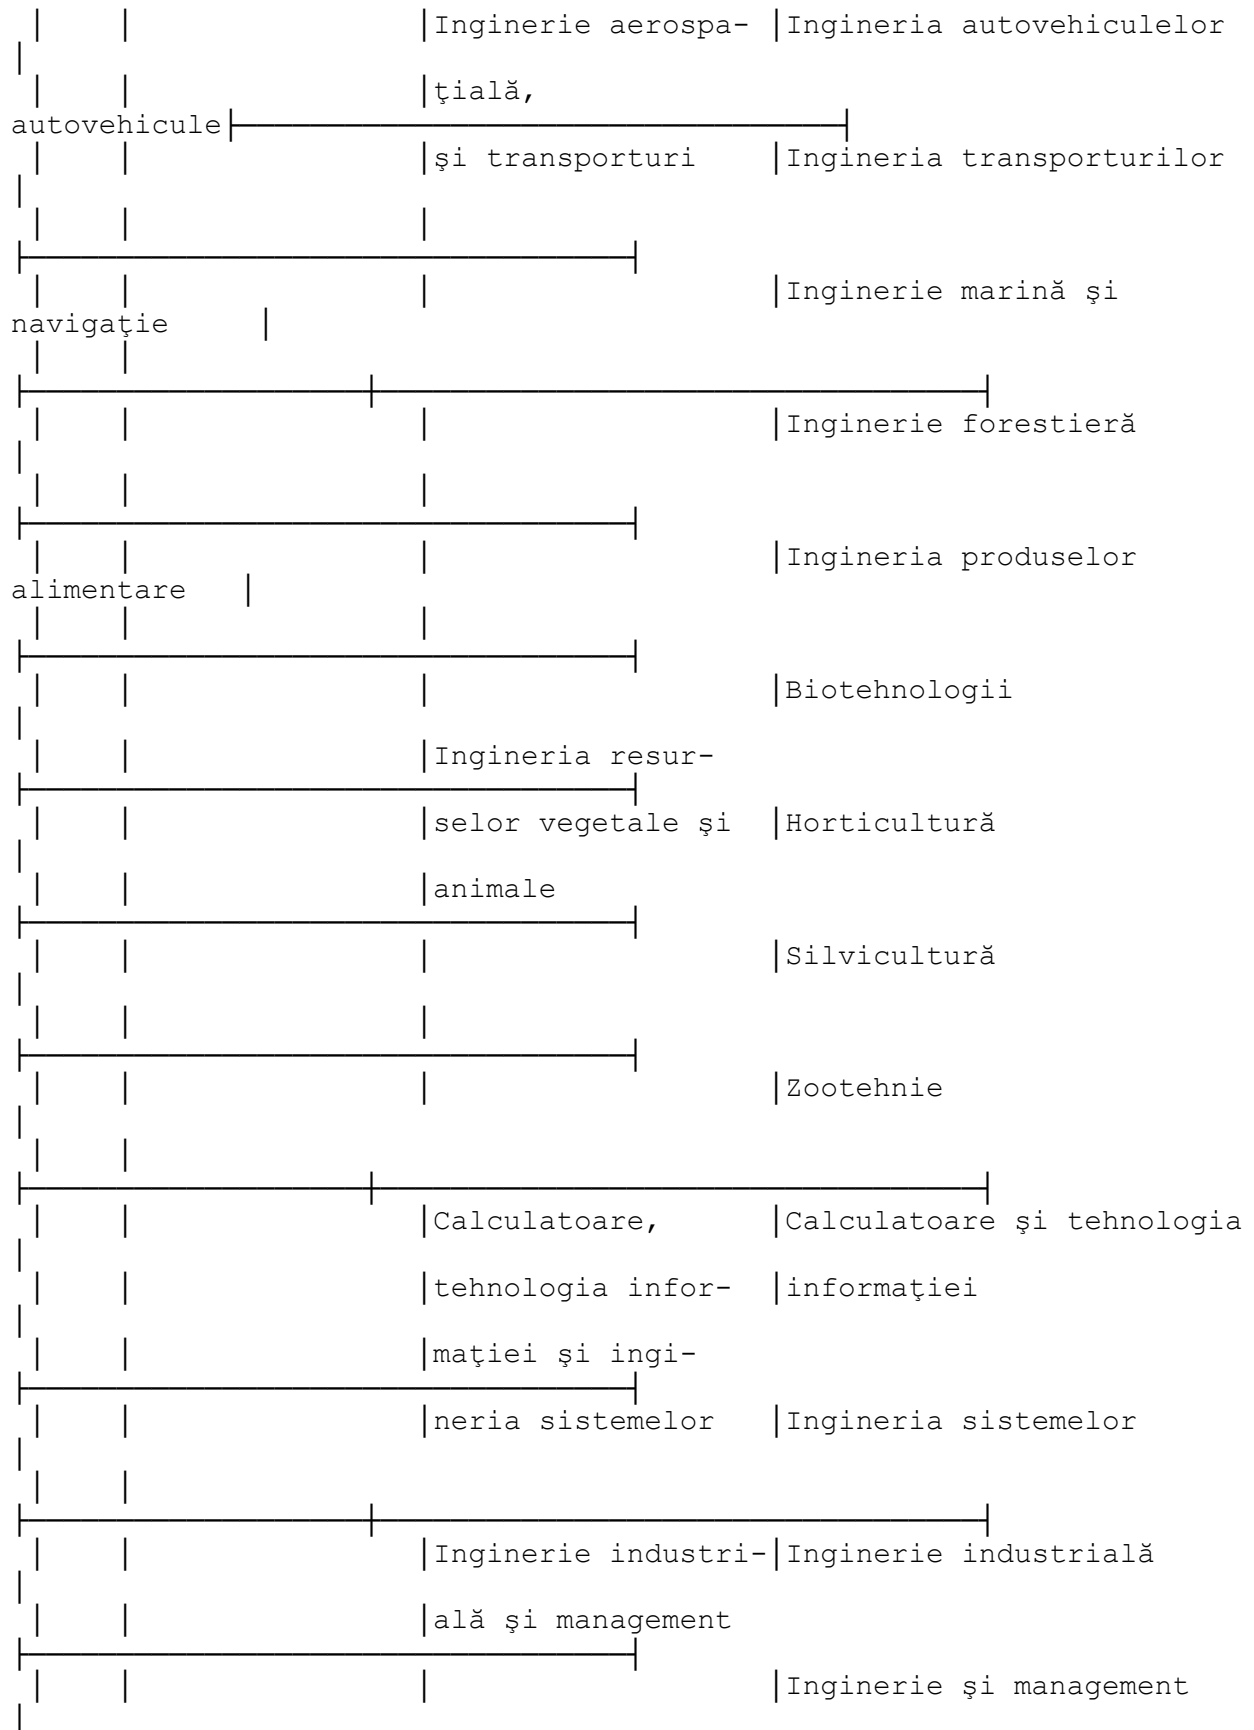 Inginerie aerospa- Ingineria autovehiculelor
ţială,
autovehicule
şi transporturi Ingineria transporturilor
Inginerie marină şi
navigaţie
Inginerie forestieră
Ingineria produselor
alimentare
Biotehnologii
Ingineria resur-
selor vegetale şi Horticultură
animale
Silvicultură
Zootehnie
Calculatoare, Calculatoare şi tehnologia
tehnologia infor- informaţiei
maţiei şi ingi-
neria sistemelor Ingineria sistemelor
Inginerie industri- Inginerie industrială
ală şi management
Inginerie şi management